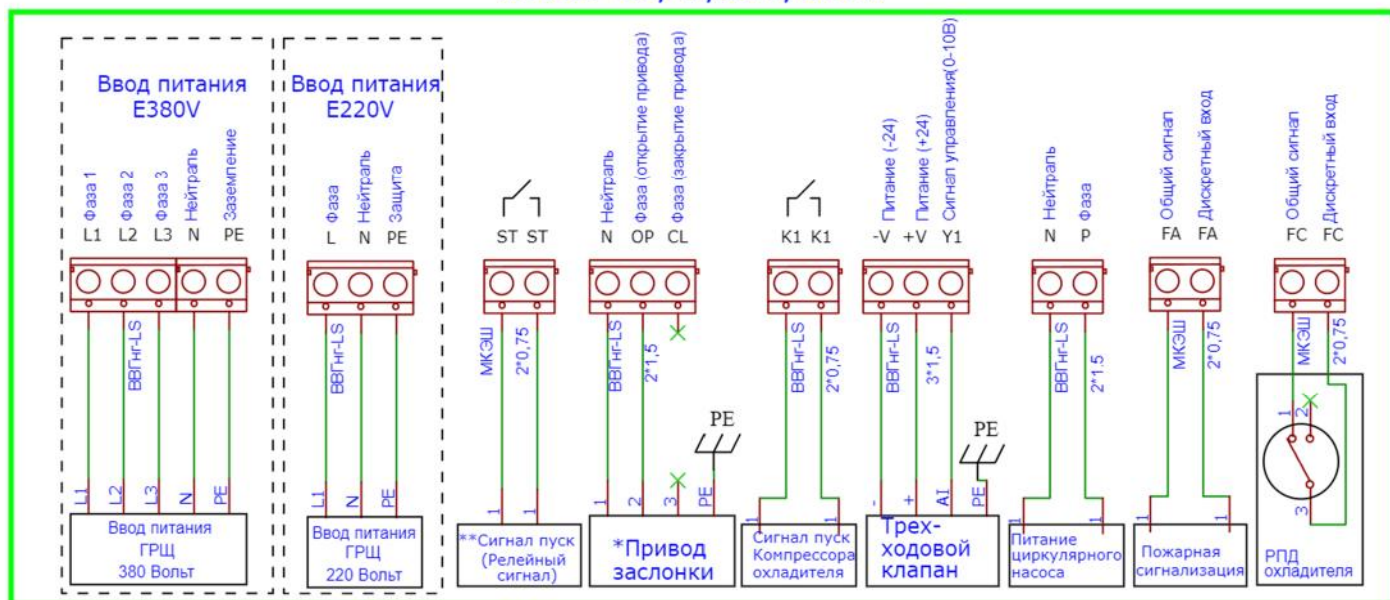 Ввод питания
E380V
Фаза 1
Фаза 2
Фаза 3
Нейтраль
Заземпение
L1 L2 L3 N PE
ВВГнг-LS
L1 L2 L3 N PE
Ввод питания
ГРЩ
380 Вольт
Ввод питания
E220V
Фаза
Нейтраль
Защита
L N PE
ВВГнг-LS
L1 N PE
Ввод питания
ГРЩ
220 Вольт
ST ST
МКЭШ
2*0,75
1 1
**Сигнал пуск
(Релейный
сигнал)
Нейтраль
Фаза (открытие привода)
Фаза (закрытие привода)
N OP CL
ВВГнг-LS
2*1,5
PE
1 2 3 PE
*Привод
заслонки
K1 K1
ВВГнг-LS
2*0,75
1 1
Сигнал пуск
Компрессора
охладителя
Питание (-24)
Питание (+24)
Сигнал управления(0-10В)
-V +V Y1
ВВГнг-LS
3*1,5
PE
- + AI PE
Трех-
ходовой
клапан
Нейтраль
Фаза
N P
ВВГнг-LS
2*1.5
1 1
Питание
циркулярного
насоса
Общий сигнал
Дискретный вход
FA FA
МКЭШ
2*0,75
1 1
Пожарная
сигнализация
Общий сигнап
Дискретный вход
FC FC
МКЭШ
2*0,75
1 2
3
РПД
охладителя